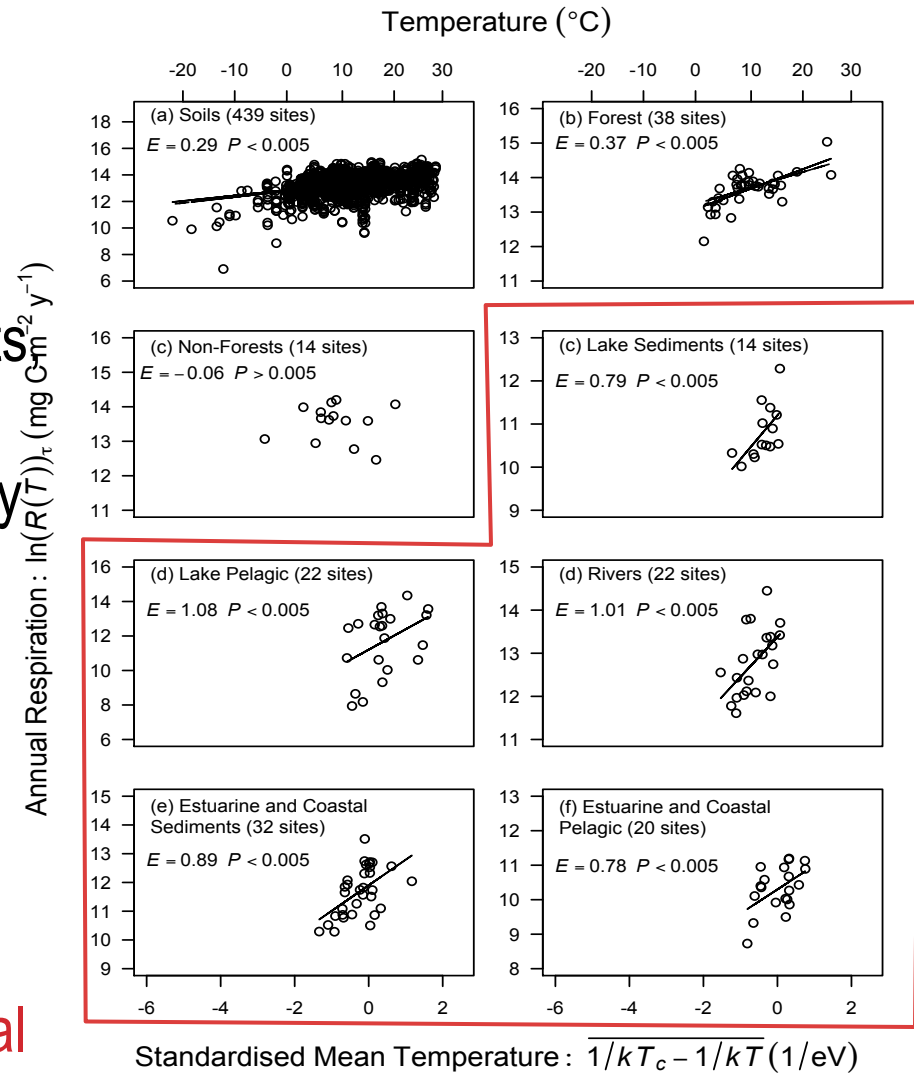 Temperature (°C)
-20 -10 0 10 20 30
-20 -10 0 10 20 30
(a) Soils (439 sites)
E = 0.29 P < 0.005
18
16
14
12
10
8
6
(b) Forest (38 sites)
E = 0.37 P < 0.005
16
15
14
13
12
11
(c) Non-Forests (14 sites)
E = −0.06 P > 0.005
16
15
14
13
12
11
(c) Lake Sediments (14 sites)
E = 0.79 P < 0.005
13
12
11
10
9
(d) Lake Pelagic (22 sites)
E = 1.08 P < 0.005
16
14
12
10
8
6
(d) Rivers (22 sites)
E = 1.01 P < 0.005
15
14
13
12
11
(e) Estuarine and Coastal
Sediments (32 sites)
E = 0.89 P < 0.005
15
14
13
12
11
10
9
(f) Estuarine and Coastal
Pelagic (20 sites)
E = 0.78 P < 0.005
13
12
11
10
9
8
-6 -4 -2 0 2
-6 -4 -2 0 2
Standardised Mean Temperature : 1/kTc − 1/kT (1/eV)
Annual Respiration : ln(R(T))τ (mg C m−2 y−1)
ts,
y
al